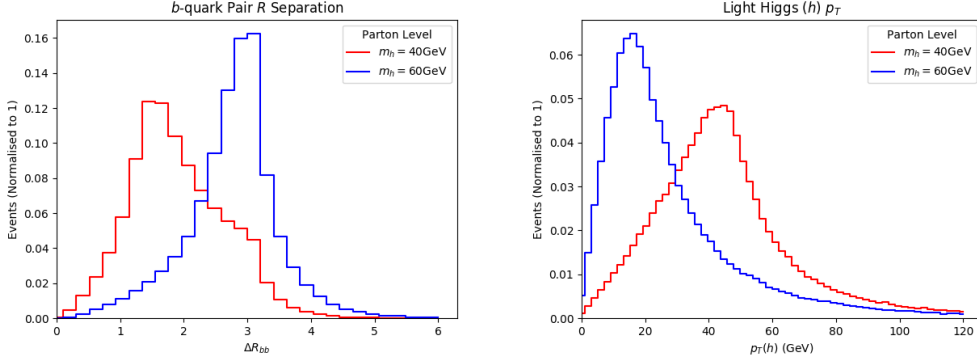 b-quark Pair R Separation
Events (Normalised to 1)
0.16
0.14
0.12
0.10
0.08
0.06
0.04
0.02
0.00
Parton Level
m_h = 40GeV
m_h = 60GeV
0 1 2 3 4 5 6
ΔR_bb
Light Higgs (h) p_T
Events (Normalised to 1)
0.06
0.05
0.04
0.03
0.02
0.01
0.00
Parton Level
m_h = 40GeV
m_h = 60GeV
0 20 40 60 80 100 120
p_T(h) (GeV)